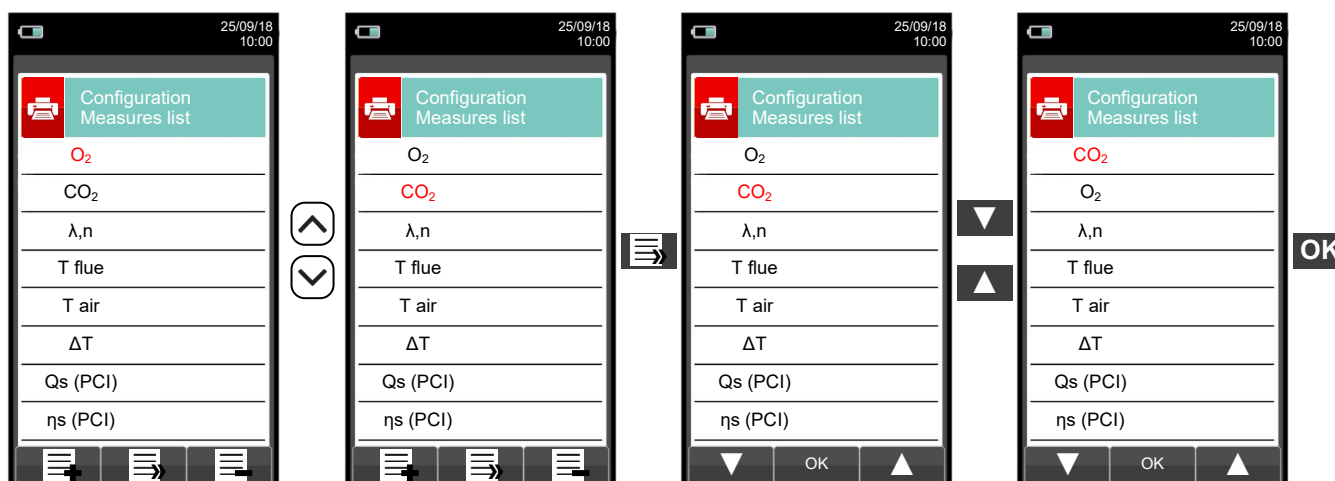 25/09/18
10:00
Configuration
Measures list
O₂
CO₂
λ,n
T flue
T air
ΔT
Qs (PCI)
ηs (PCI)
25/09/18
10:00
Configuration
Measures list
O₂
CO₂
λ,n
T flue
T air
ΔT
Qs (PCI)
ηs (PCI)
25/09/18
10:00
Configuration
Measures list
O₂
CO₂
λ,n
T flue
T air
ΔT
Qs (PCI)
ηs (PCI)
OK
25/09/18
10:00
Configuration
Measures list
CO₂
O₂
λ,n
T flue
T air
ΔT
Qs (PCI)
ηs (PCI)
OK
OK